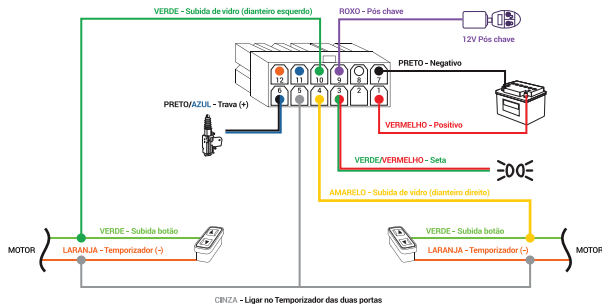 VERDE – Subida de vidro (dianteiro esquerdo)
ROXO – Pós chave
12V Pós chave
PRETO – Negativo
12 11 10 9 8 7
6 5 4 3 2 1
PRETO/AZUL – Trava (+)
VERMELHO – Positivo
VERDE/VERMELHO – Seta
AMARELO – Subida de vidro (dianteiro direito)
VERDE – Subida botão
VERDE – Subida botão
MOTOR
LARANJA – Temporizador (–)
LARANJA – Temporizador (–)
MOTOR
CINZA – Ligar no Temporizador das duas portas